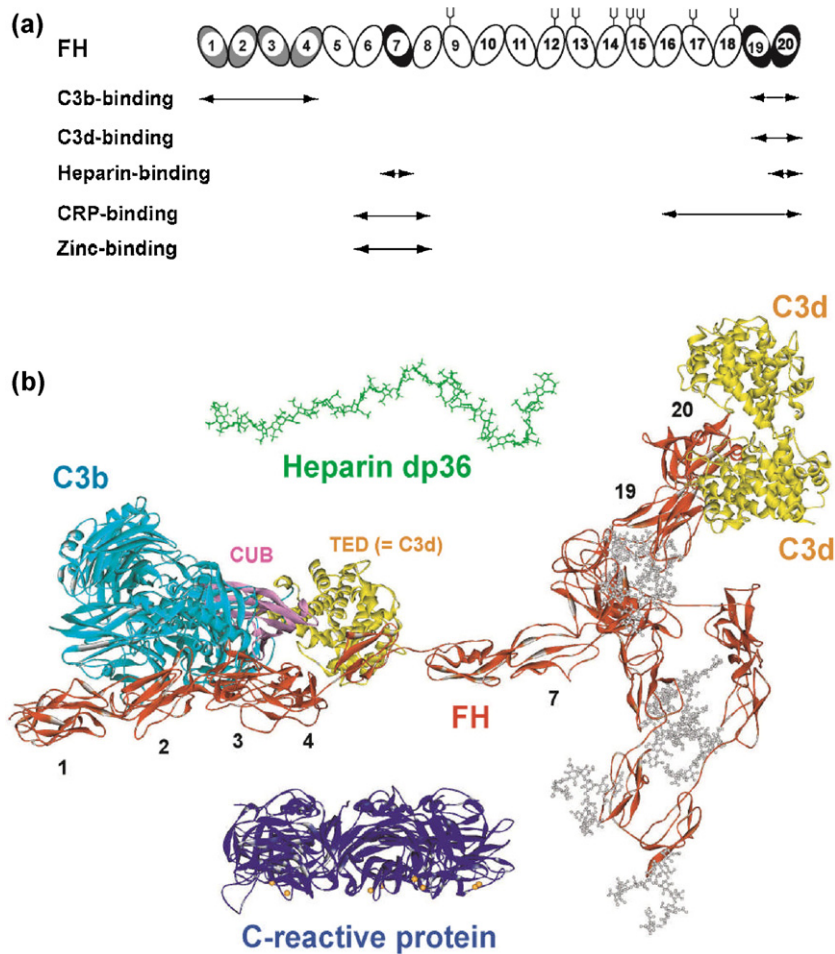 (a)
FH
1 2 3 4 5 6 7 8 9 10 11 12 13 14 15 16 17 18 19 20
C3b-binding
C3d-binding
Heparin-binding
CRP-binding
Zinc-binding
(b)
C3d
20
Heparin dp36
C3b
19
CUB
TED (= C3d)
C3d
7
FH
1
2
3
4
C-reactive protein